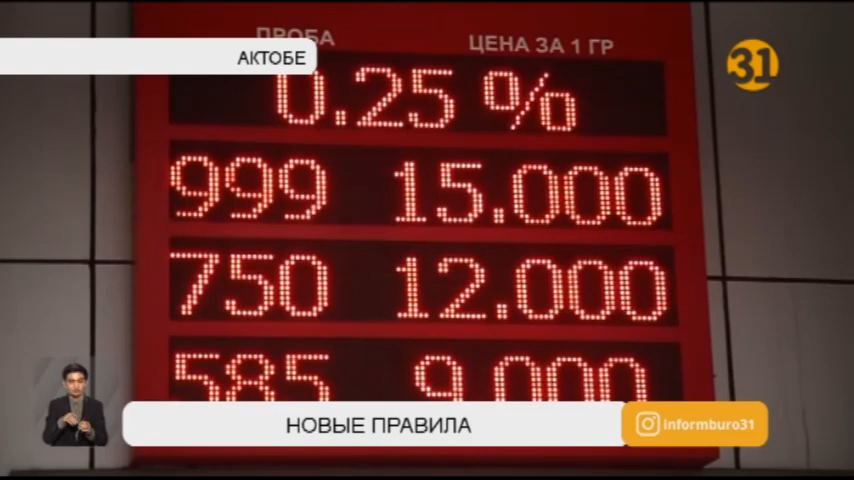 ПРОБА ЦЕНА ЗА 1 ГР
АКТОБЕ
31
0.25 %
999 15.000
750 12.000
585 9.000
НОВЫЕ ПРАВИЛА
informburo31